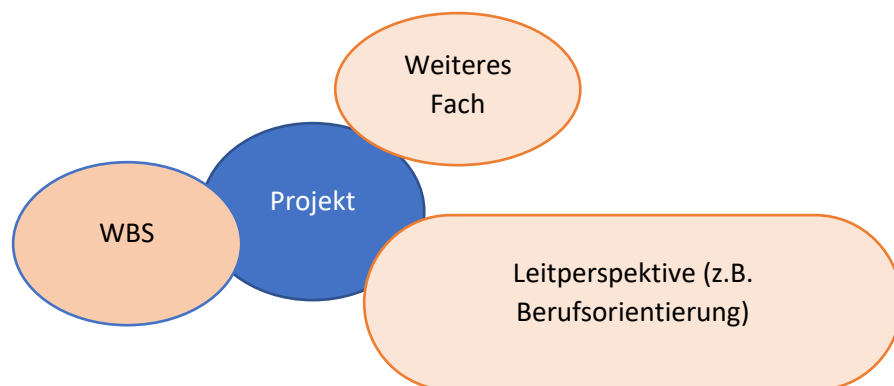 Weiteres
Fach
Projekt
WBS
Leitperspektive (z.B.
Berufsorientierung)